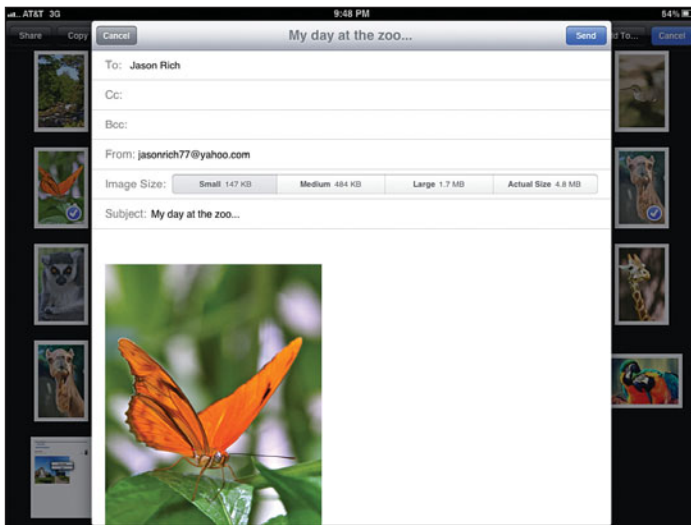 AT&T 3G 9:48 PM 54%
Share Copy Cancel My day at the zoo... Send d To... Cancel
To: Jason Rich
Cc:
Bcc:
From: jasonrich77@yahoo.com
Image Size: Small 147 KB Medium 484 KB Large 1.7 MB Actual Size 4.8 MB
Subject: My day at the zoo...